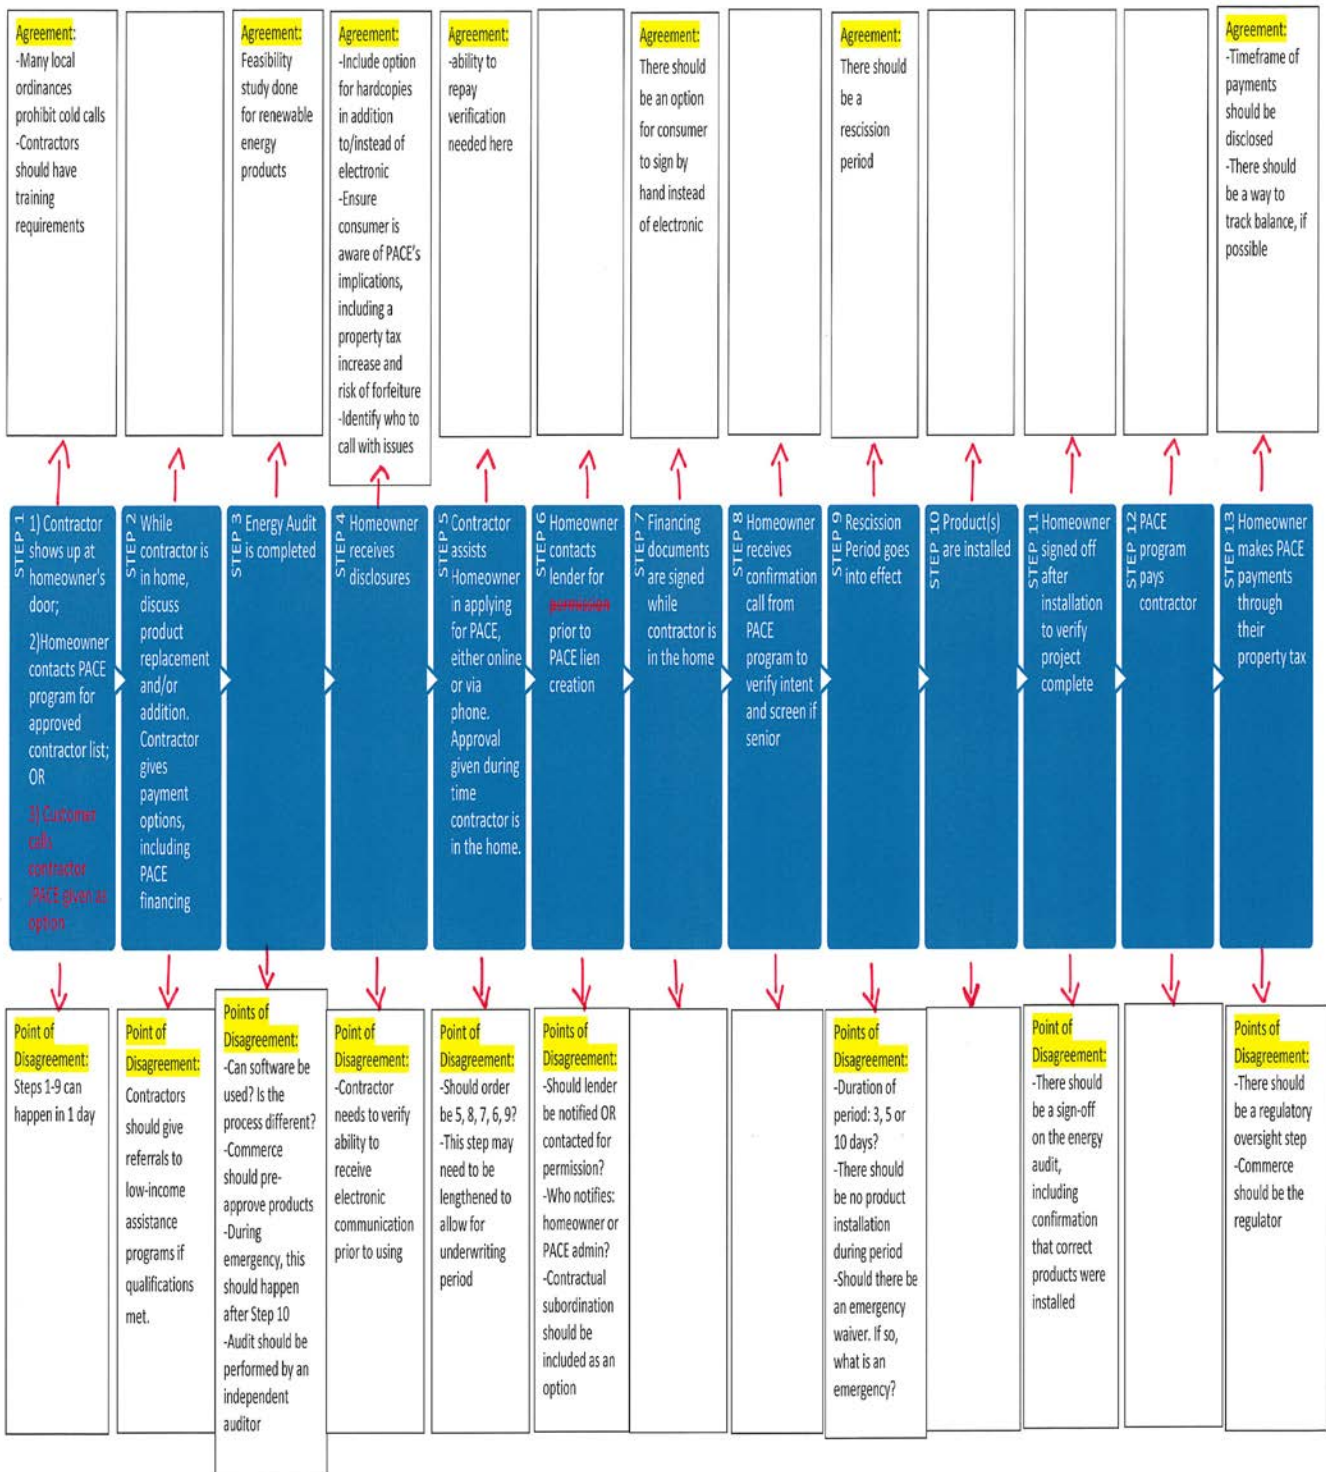 Agreement:
-Many local
ordinances
prohibit cold calls
-Contractors
should have
training
requirements
Agreement:
Feasibility
study done
for renewable
energy
products
Agreement:
-Include option
for hardcopies
in addition
to/instead of
electronic
-Ensure
consumer is
aware of PACE's
implications,
including a
property tax
increase and
risk of forfeiture
-Identify who to
call with issues
Agreement:
-ability to
repay
verification
needed here
Agreement:
There should
be an option
for consumer
to sign by
hand instead
of electronic
Agreement:
There should
be a
rescission
period
Agreement:
-Timeframe of
payments
should be
disclosed
-There should
be a way to
track balance, if
possible
STEP 1
1) Contractor
shows up at
homeowner's
door;
2)Homeowner
contacts PACE
program for
approved
contractor list;
OR
3) Customer
calls
contractor
,PACE given as
option
STEP 2
While
contractor is
in home,
discuss
product
replacement
and/or
addition.
Contractor
gives
payment
options,
including
PACE
financing
STEP 3
Energy Audit
is completed
STEP 4
Homeowner
receives
disclosures
STEP 5
Contractor
assists
Homeowner
in applying
for PACE,
either online
or via
phone.
Approval
given during
time
contractor is
in the home.
STEP 6
Homeowner
contacts
lender for
permission
prior to
PACE lien
creation
STEP 7
Financing
documents
are signed
while
contractor is
in the home
STEP 8
Homeowner
receives
confirmation
call from
PACE
program to
verify intent
and screen if
senior
STEP 9
Rescission
Period goes
into effect
STEP 10
Product(s)
are installed
STEP 11
Homeowner
signed off
after
installation
to verify
project
complete
STEP 12
PACE
program
pays
contractor
STEP 13
Homeowner
makes PACE
payments
through
their
property tax
Point of
Disagreement:
Steps 1-9 can
happen in 1 day
Point of
Disagreement:
Contractors
should give
referrals to
low-income
assistance
programs if
qualifications
met.
Points of
Disagreement:
-Can software be
used? Is the
process different?
-Commerce
should pre-
approve products
-During
emergency, this
should happen
after Step 10
-Audit should be
performed by an
independent
auditor
Point of
Disagreement:
-Contractor
needs to verify
ability to
receive
electronic
communication
prior to using
Point of
Disagreement:
-Should order
be 5, 8, 7, 6, 9?
-This step may
need to be
lengthened to
allow for
underwriting
period
Points of
Disagreement:
-Should lender
be notified OR
contacted for
permission?
-Who notifies:
homeowner or
PACE admin?
-Contractual
subordination
should be
included as an
option
Points of
Disagreement:
-Duration of
period: 3, 5 or
10 days?
-There should
be no product
installation
during period
-Should there be
an emergency
waiver. If so,
what is an
emergency?
Point of
Disagreement:
-There should
be a sign-off
on the energy
audit,
including
confirmation
that correct
products were
installed
Points of
Disagreement:
-There should
be a regulatory
oversight step
-Commerce
should be the
regulator